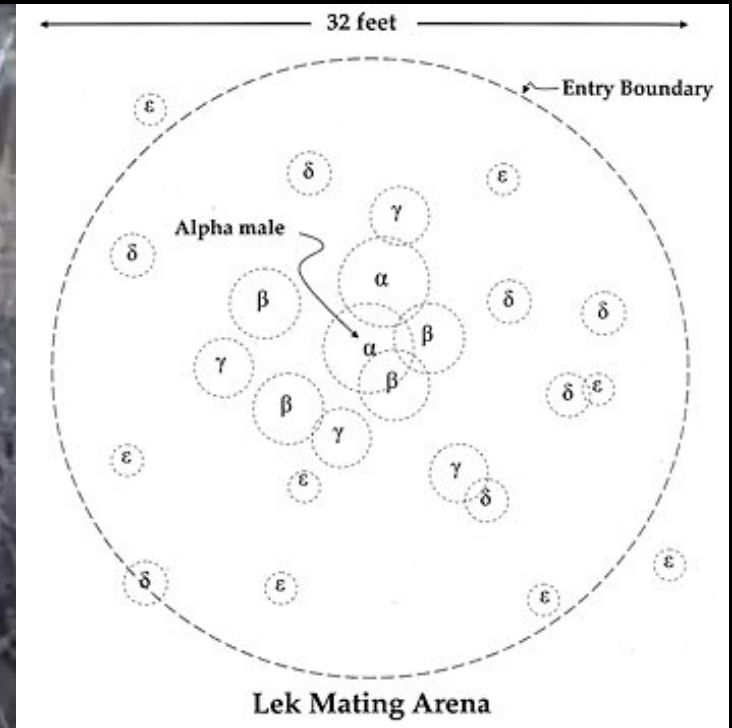 32 feet
Entry Boundary
ε
δ
ε
γ
Alpha male
δ
α
β
δ
δ
β
α
γ
β
δ
ε
β
γ
ε
γ
ε
δ
ε
δ
ε
ε
Lek Mating Arena